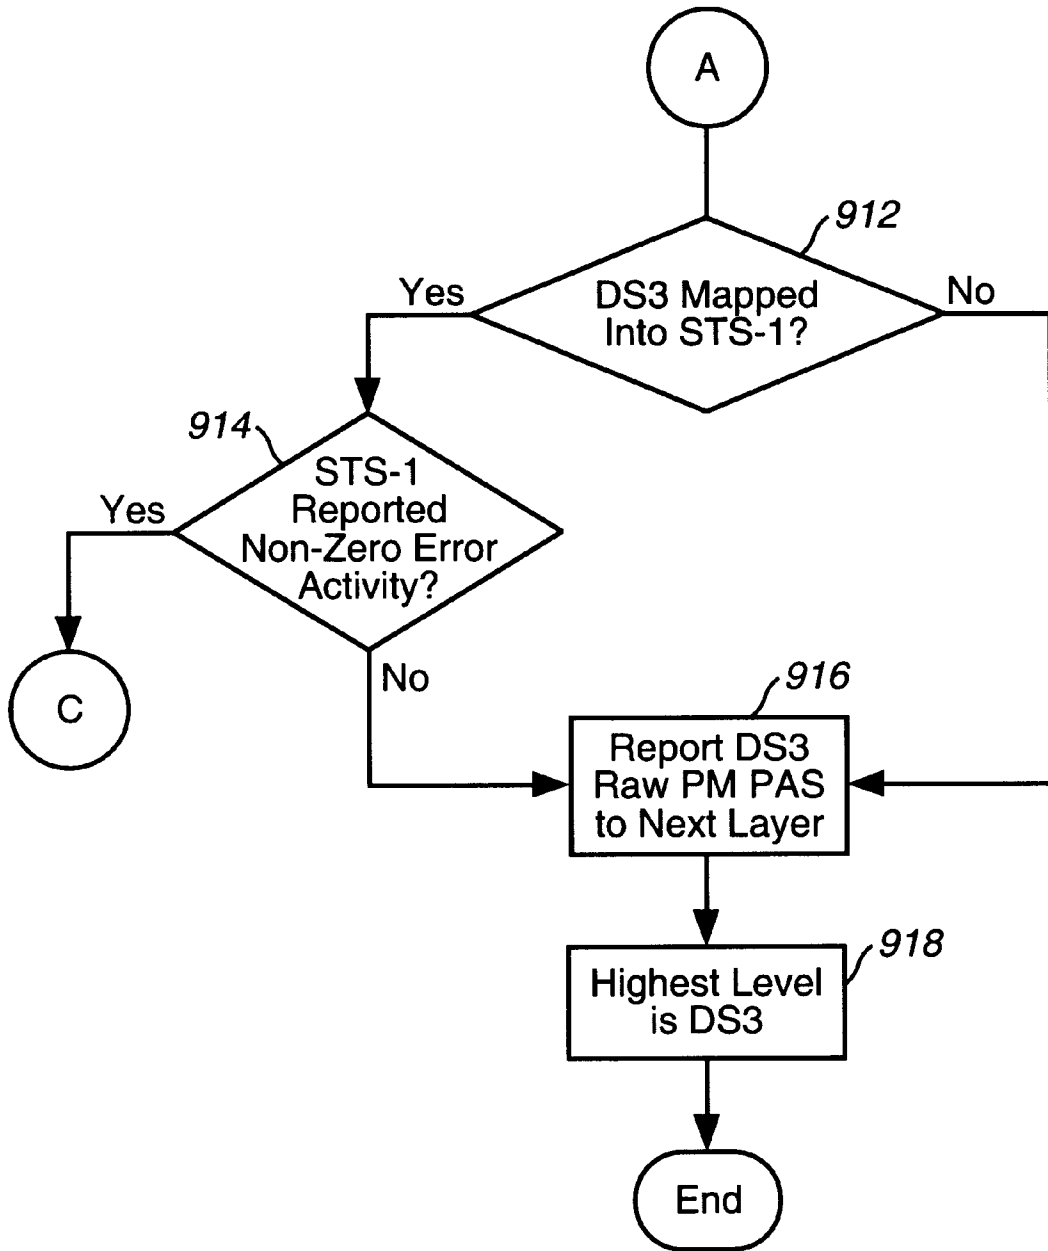 A
912
Yes
DS3 Mapped
Into STS-1?
No
914
Yes
STS-1
Reported
Non-Zero Error
Activity?
No
C
916
Report DS3
Raw PM PAS
to Next Layer
918
Highest Level
is DS3
End